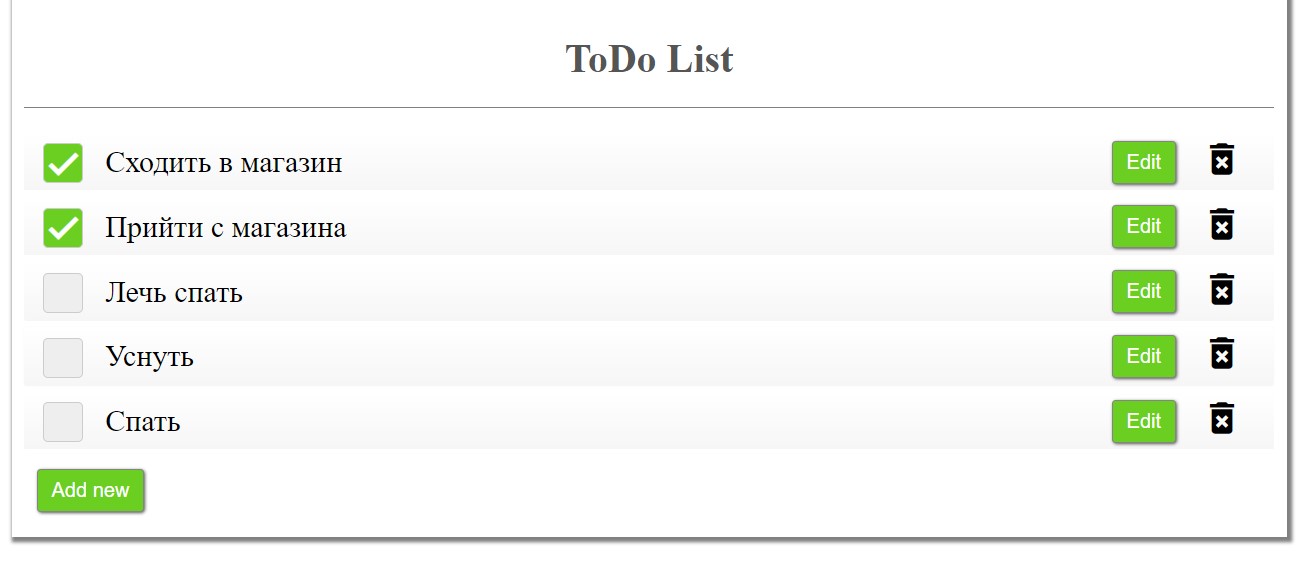 ToDo List
Сходить в магазин Edit
Прийти с магазина Edit
Лечь спать Edit
Уснуть Edit
Спать Edit
Add new